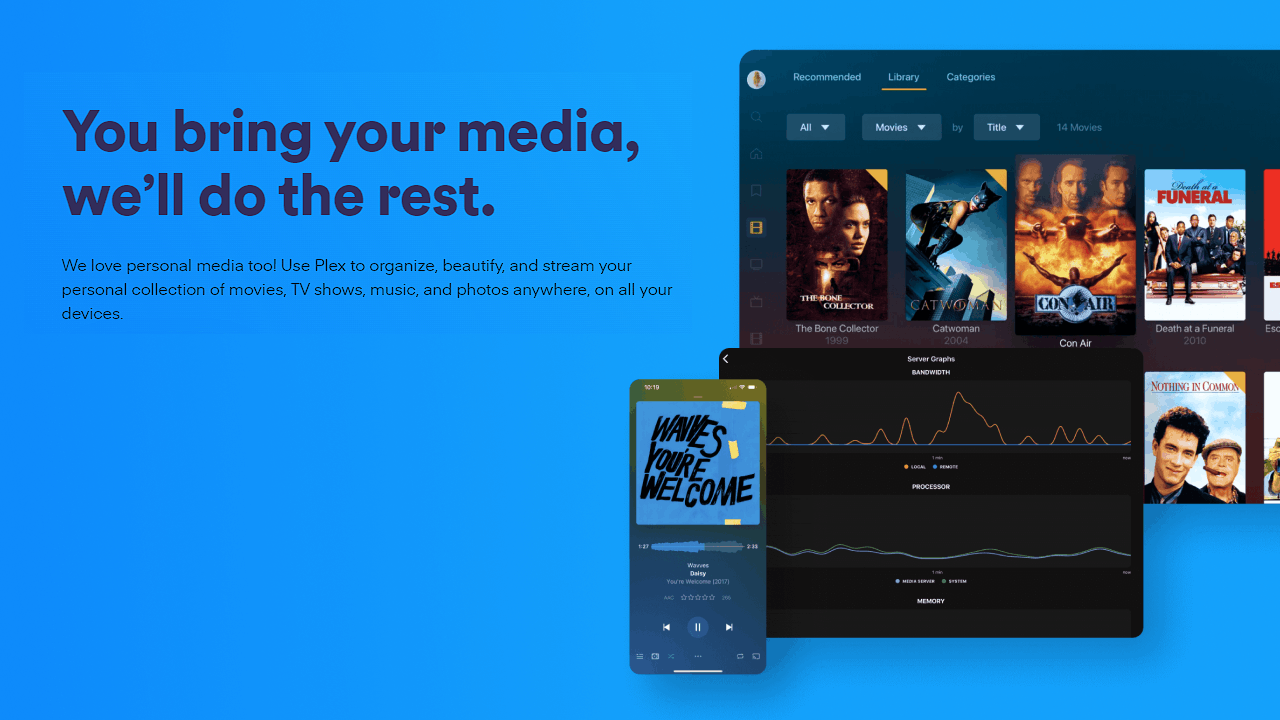 You bring your media,
we'll do the rest.
We love personal media too! Use Plex to organize, beautify, and stream your
personal collection of movies, TV shows, music, and photos anywhere, on all your
devices.
Recommended Library Categories
All Movies by Title 14 Movies
THE BONE
COLLECTOR
CATWOMAN
CON AIR
Death at a
FUNERAL
The Bone Collector
1999
Catwoman
2004
Con Air
Death at a Funeral
2010
Esc
NOTHING IN COMMON
Server Graphs
BANDWIDTH
1 min now
LOCAL REMOTE
PROCESSOR
1 min now
MEDIA SERVER SYSTEM
MEMORY
10:19
WAVVES
YOU'RE
WELCOME
1:27 2:33
Wavves
Daisy
You're Welcome (2017)
AAC